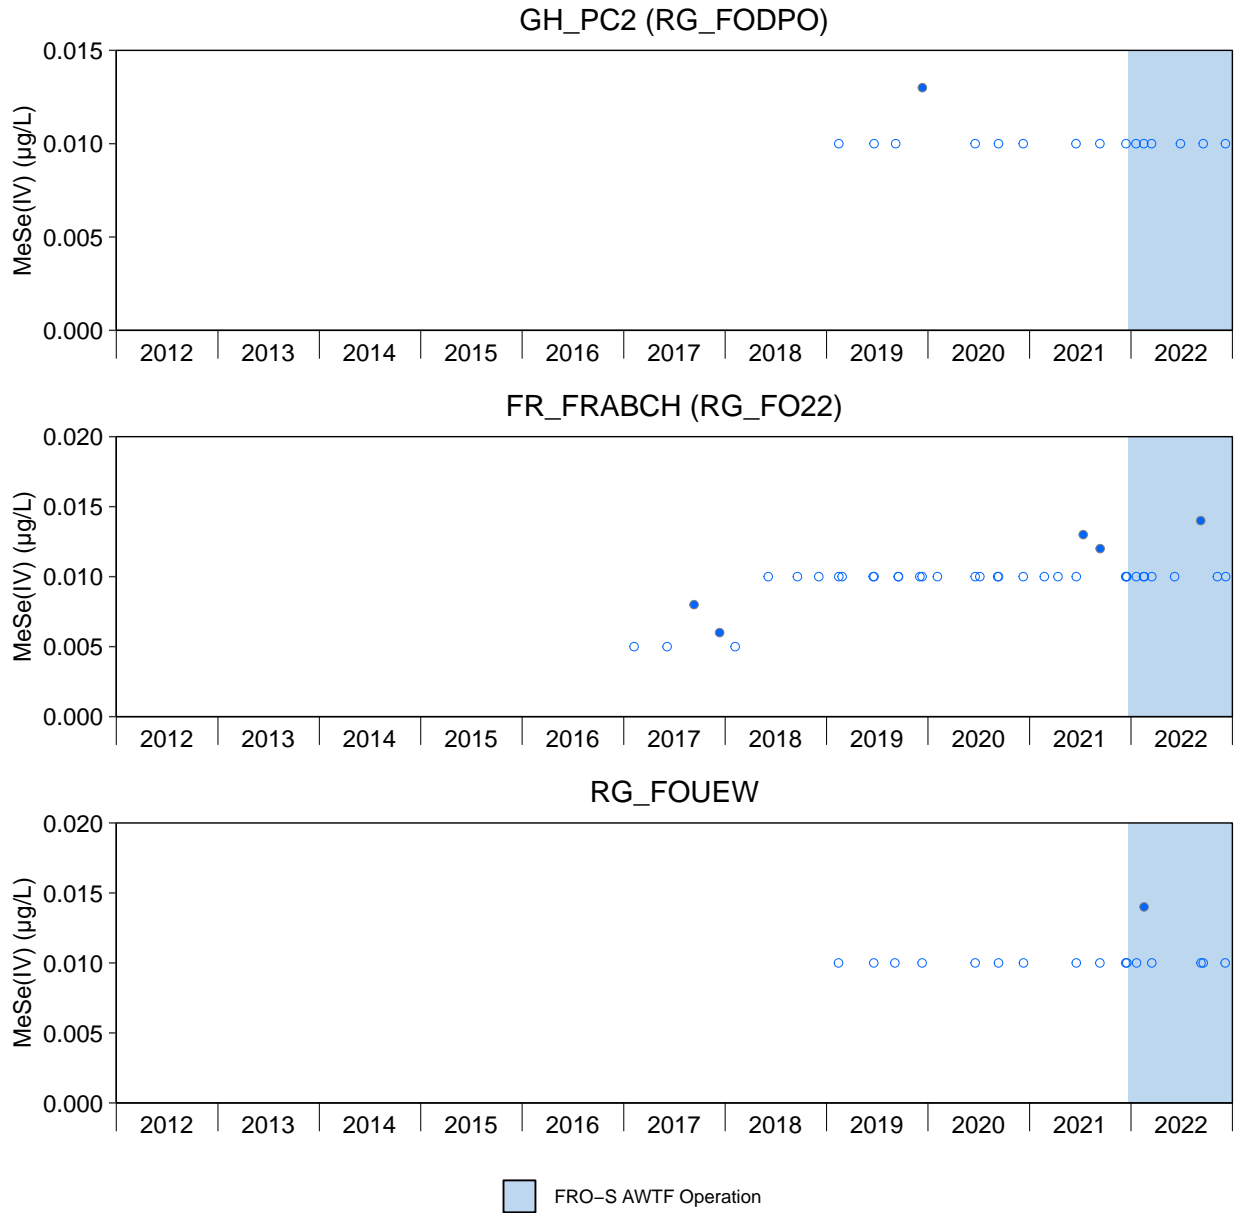 GH_PC2 (RG_FODPO)
MeSe(IV) (µg/L)
0.015
0.010
0.005
0.000
2012 2013 2014 2015 2016 2017 2018 2019 2020 2021 2022
FR_FRABCH (RG_FO22)
MeSe(IV) (µg/L)
0.020
0.015
0.010
0.005
0.000
2012 2013 2014 2015 2016 2017 2018 2019 2020 2021 2022
RG_FOUEW
MeSe(IV) (µg/L)
0.020
0.015
0.010
0.005
0.000
2012 2013 2014 2015 2016 2017 2018 2019 2020 2021 2022
FRO−S AWTF Operation